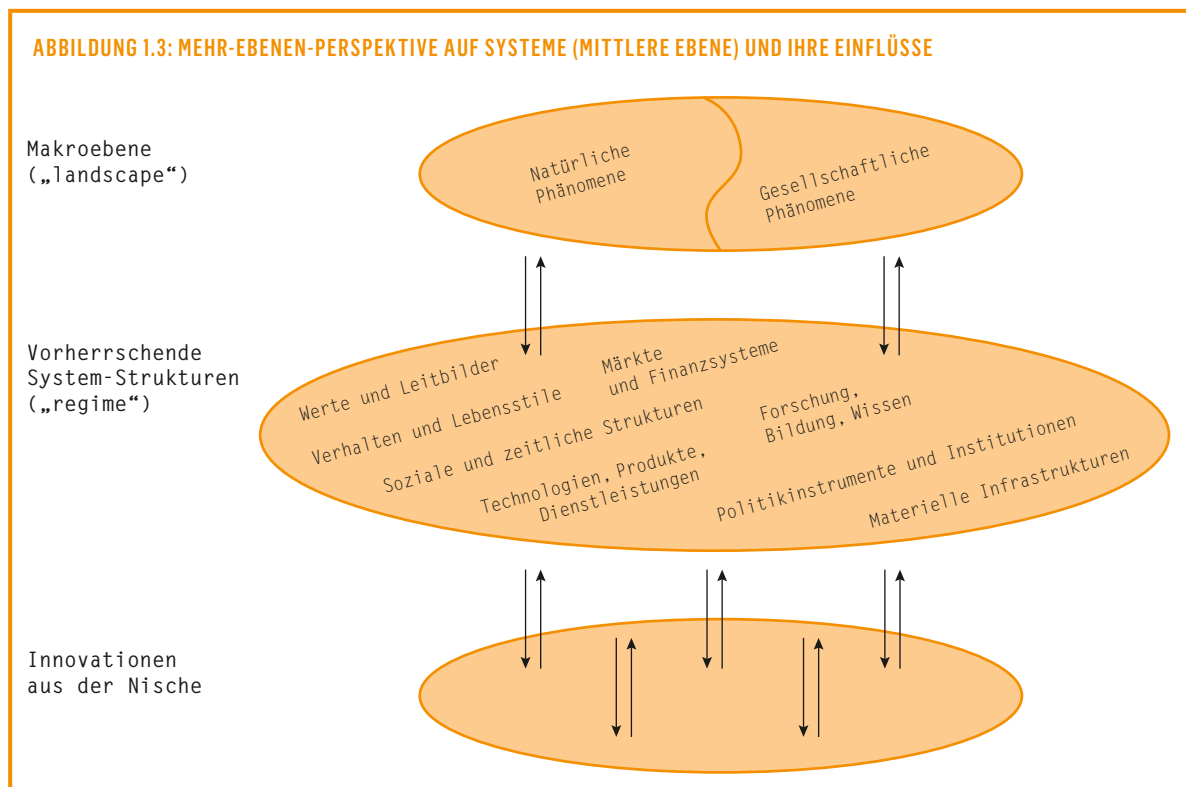 ABBILDUNG 1.3: MEHR-EBENEN-PERSPEKTIVE AUF SYSTEME (MITTLERE EBENE) UND IHRE EINFLÜSSE
Makroebene
(„landscape“)
Natürliche
Phänomene
Gesellschaftliche
Phänomene
Vorherrschende
System-Strukturen
(„regime“)
Werte und Leitbilder
Märkte
und Finanzsysteme
Verhalten und Lebensstile
Forschung,
Bildung, Wissen
Soziale und zeitliche Strukturen
Technologien, Produkte,
Dienstleistungen
Politikinstrumente und Institutionen
Materielle Infrastrukturen
Innovationen
aus der Nische